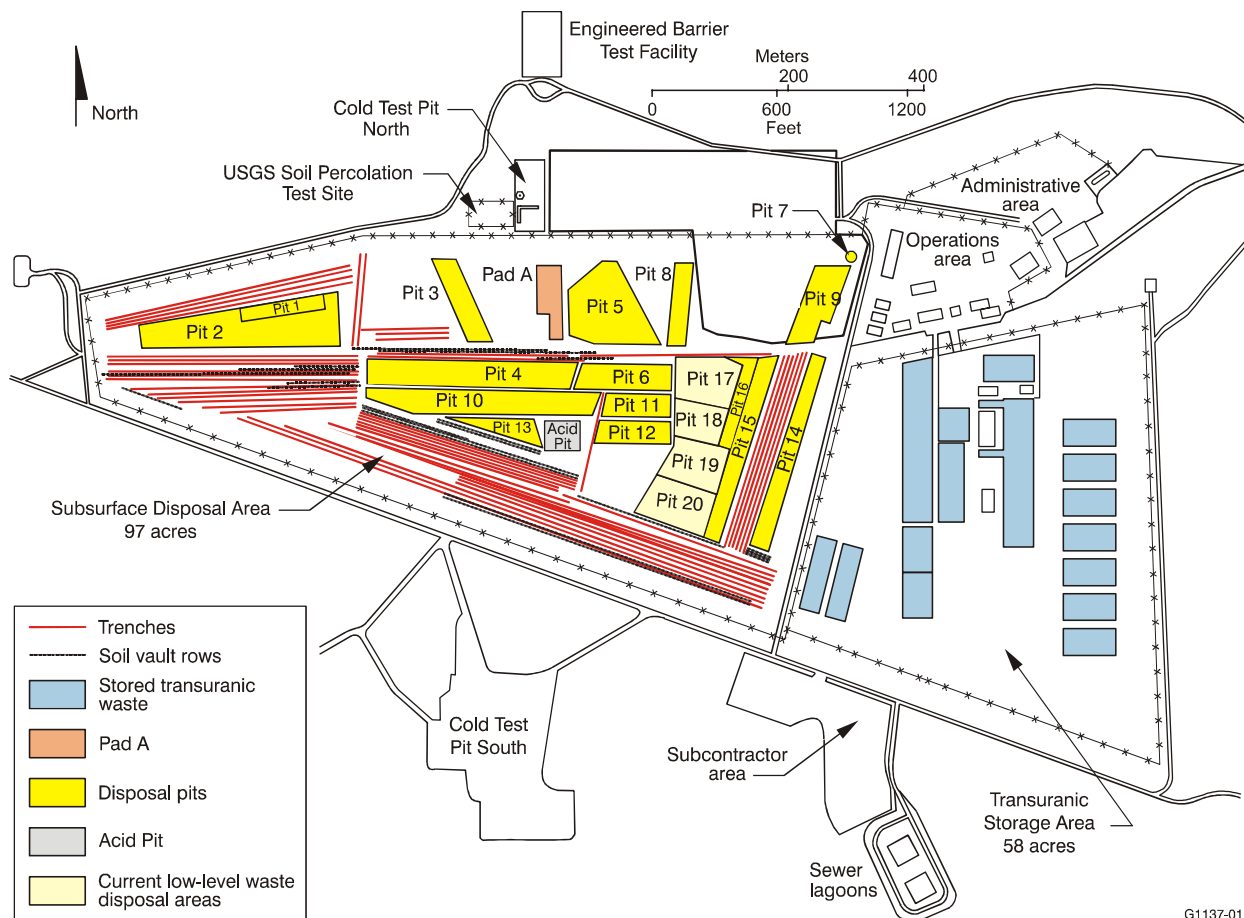 Engineered Barrier
Test Facility
Meters
200
400
0
600
1200
Feet
North
Cold Test Pit
North
USGS Soil Percolation
Test Site
Administrative
area
Pit 7
Operations
area
Pit 3
Pad A
Pit 5
Pit 8
Pit 9
Pit 1
Pit 2
Pit 4
Pit 6
Pit 17
Pit 16
Pit 10
Pit 11
Pit 18
Pit 15
Pit 14
Pit 13
Acid
Pit
Pit 12
Pit 19
Pit 20
Subsurface Disposal Area
97 acres
Trenches
Soil vault rows
Stored transuranic
waste
Pad A
Disposal pits
Acid Pit
Current low-level waste
disposal areas
Cold Test
Pit South
Subcontractor
area
Transuranic
Storage Area
58 acres
Sewer
lagoons
G1137-01